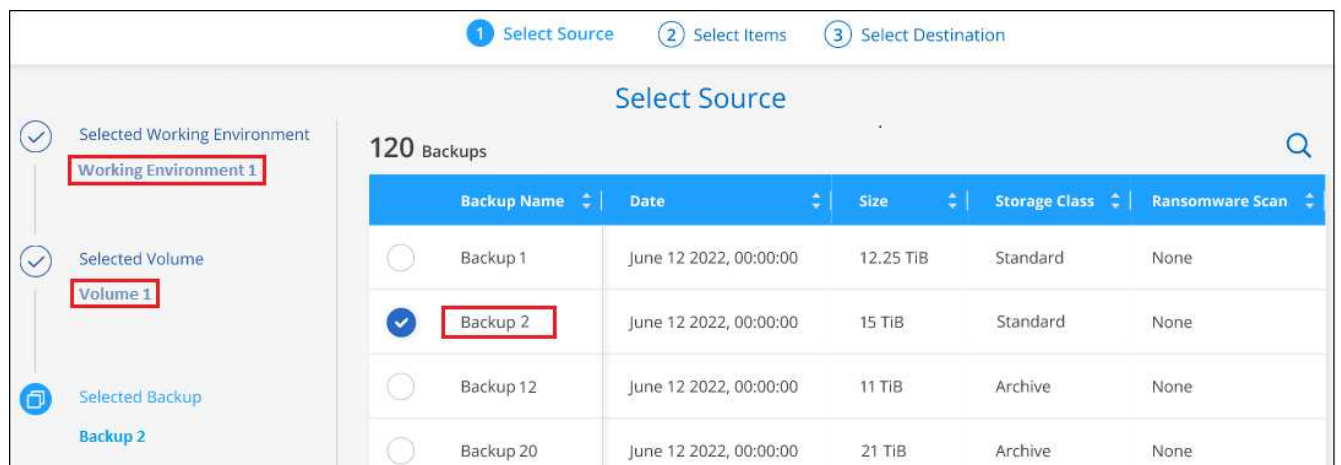 1 Select Source 2 Select Items 3 Select Destination
Select Source
Selected Working Environment
Working Environment 1
Selected Volume
Volume 1
Selected Backup
Backup 2
120 Backups
Backup Name Date Size Storage Class Ransomware Scan
Backup 1 June 12 2022, 00:00:00 12.25 TiB Standard None
Backup 2 June 12 2022, 00:00:00 15 TiB Standard None
Backup 12 June 12 2022, 00:00:00 11 TiB Archive None
Backup 20 June 12 2022, 00:00:00 21 TiB Archive None